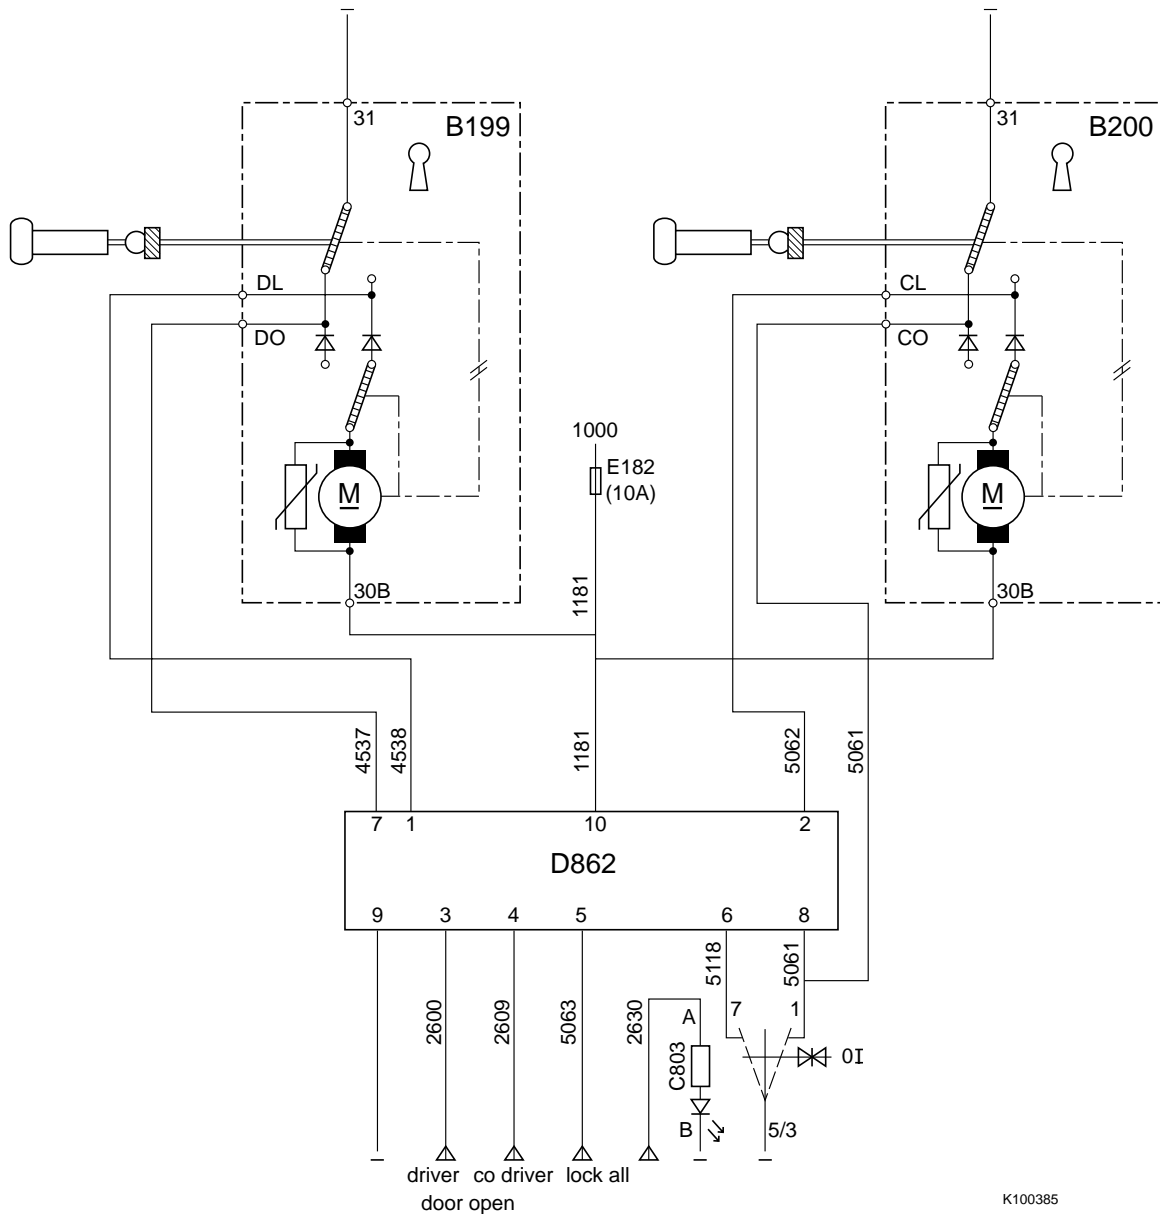 31
B199
31
B200
DL
DO
CL
CO
1000
E182
(10A)
M
M
30B
30B
1181
4537
4538
1181
5062
5061
7 1 10 2
D862
9 3 4 5 6 8
2600
2609
5063
2630
5118
5061
A
7 1
C803
0I
B
5/3
driver co driver lock all
door open
K100385